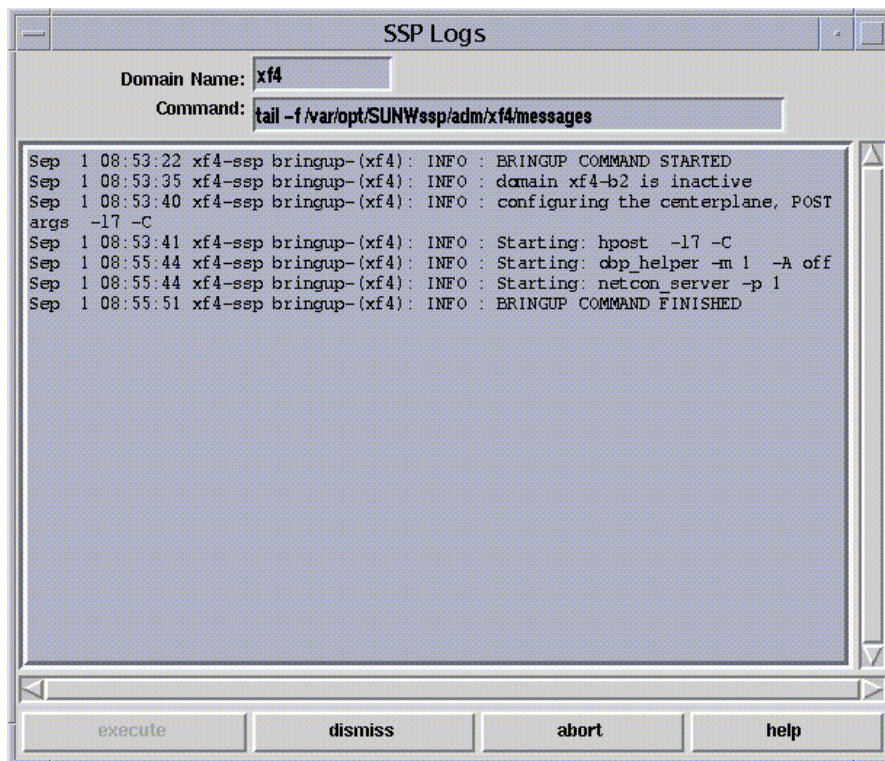 SSP Logs
Domain Name: xf4
Command: tail -f /var/opt/SUNWssp/adm/xf4/messages
Sep 1 08:53:22 xf4-ssp bringup-(xf4): INFO : BRINGUP COMMAND STARTED
Sep 1 08:53:35 xf4-ssp bringup-(xf4): INFO : domain xf4-b2 is inactive
Sep 1 08:53:40 xf4-ssp bringup-(xf4): INFO : configuring the centerplane, POST
args -l7 -C
Sep 1 08:53:41 xf4-ssp bringup-(xf4): INFO : Starting: hpost -l7 -C
Sep 1 08:55:44 xf4-ssp bringup-(xf4): INFO : Starting: obp_helper -m 1 -A off
Sep 1 08:55:44 xf4-ssp bringup-(xf4): INFO : Starting: netcon_server -p 1
Sep 1 08:55:51 xf4-ssp bringup-(xf4): INFO : BRINGUP COMMAND FINISHED
execute dismiss abort help